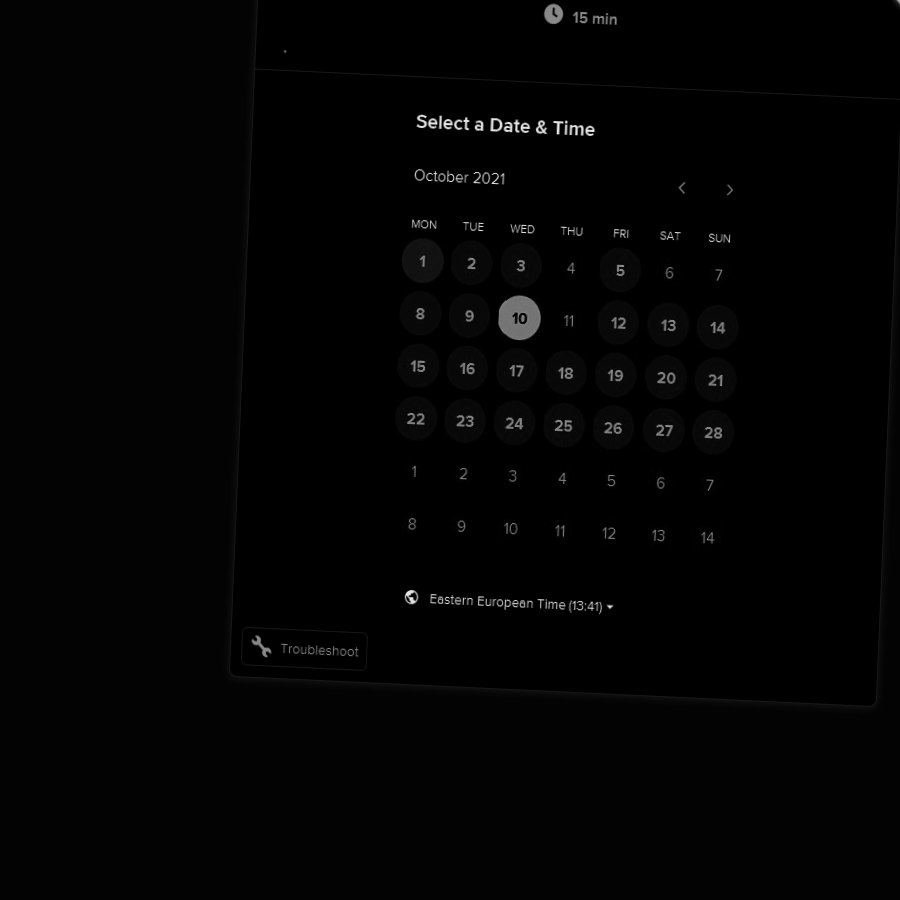 15 min
.
Select a Date & Time
October 2021
MON TUE WED THU FRI SAT SUN
1 2 3 4 5 6 7
8 9 10 11 12 13 14
15 16 17 18 19 20 21
22 23 24 25 26 27 28
1 2 3 4 5 6 7
8 9 10 11 12 13 14
Eastern European Time (13:41)
Troubleshoot